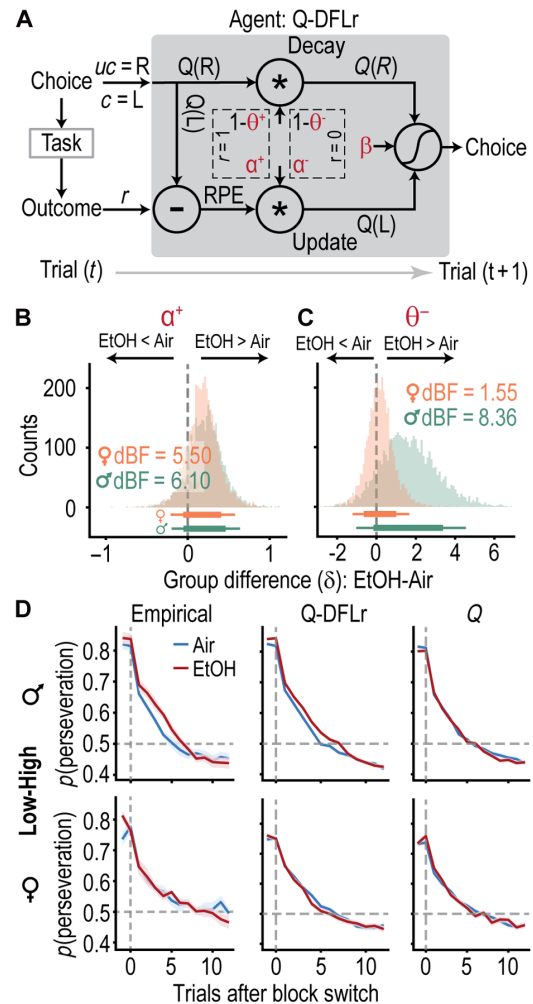 A
Agent: Q-DFLr
Decay
Choice
uc = R
c = L
Q(R)
*
Q(R)
Q(L)
1-θ⁺
1-θ⁻
r = 1
r = 0
α⁺
α⁻
β
Choice
Task
Outcome
r
-
RPE
*
Q(L)
Update
Trial (t)
Trial (t+1)
B
α⁺
EtOH < Air
EtOH > Air
C
θ⁻
EtOH < Air
EtOH > Air
Counts
200
100
0
♀dBF = 5.50
♂dBF = 6.10
♀dBF = 1.55
♂dBF = 8.36
♀
♂
−1
0
1
-2
0
2
4
6
Group difference (δ): EtOH-Air
D
Empirical
Q-DFLr
Q
Air
EtOH
Low-High
♂
p(perseveration)
0.8
0.7
0.6
0.5
0.4
♀
p(perseveration)
0.8
0.7
0.6
0.5
0.4
0
5
10
0
5
10
0
5
10
Trials after block switch